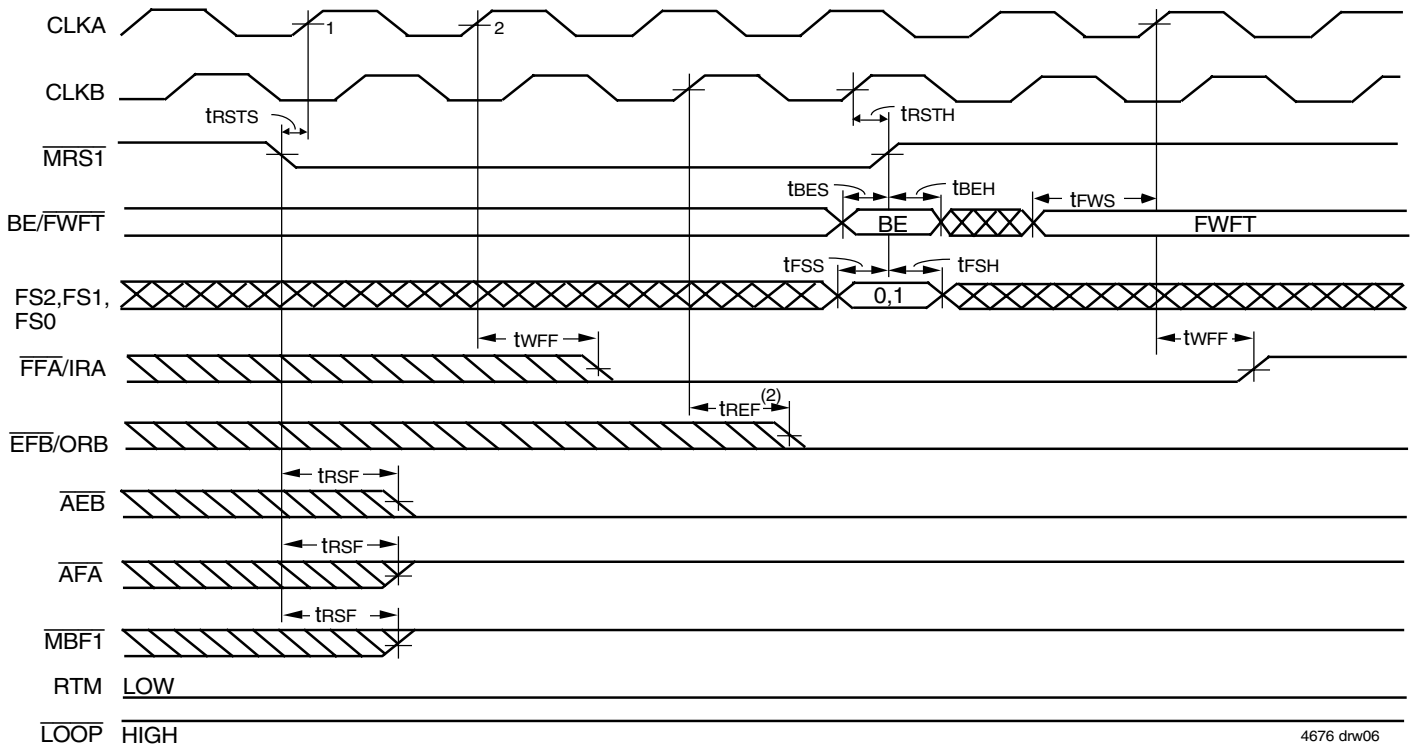 CLKA
1
2
CLKB
tRSTS
tRSTH
MRS1
tBES
tBEH
tFWS
BE/FWFT
BE
FWFT
tFSS
tFSH
FS2,FS1,
FS0
0,1
tWFF
tWFF
FFA/IRA
tREF(2)
EFB/ORB
tRSF
AEB
tRSF
AFA
tRSF
MBF1
RTM LOW
LOOP HIGH
4676 drw06